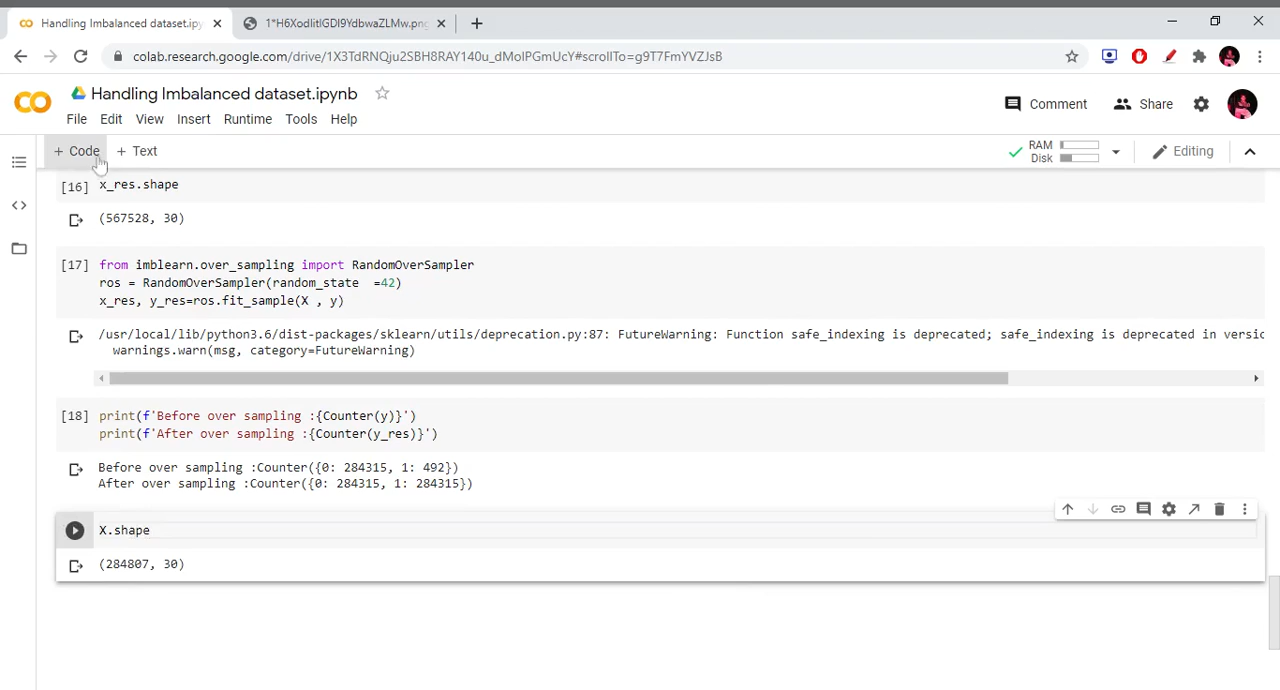 Handling Imbalanced dataset.ipy
1*H6XodlitlGDI9YdbwaZLMw.pn
colab.research.google.com/drive/1X3TdRNQju2SBH8RAY140u_dMolPGmUcY#scrollTo=g9T7FmYVZJsB
Handling Imbalanced dataset.ipynb
Comment
Share
File Edit View Insert Runtime Tools Help
+ Code + Text
RAM
Disk
Editing
[16] x_res.shape
(567528, 30)
[17] from imblearn.over_sampling import RandomOverSampler
ros = RandomOverSampler(random_state =42)
x_res, y_res=ros.fit_sample(X , y)
/usr/local/lib/python3.6/dist-packages/sklearn/utils/deprecation.py:87: FutureWarning: Function safe_indexing is deprecated; safe_indexing is deprecated in versio
warnings.warn(msg, category=FutureWarning)
[18] print(f'Before over sampling :{Counter(y)}')
print(f'After over sampling :{Counter(y_res)}')
Before over sampling :Counter({0: 284315, 1: 492})
After over sampling :Counter({0: 284315, 1: 284315})
X.shape
(284807, 30)